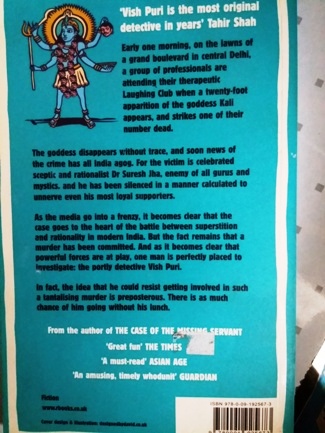 'Vish Puri is the most original
detective in years' Tahir Shah
Early one morning, on the lawns of
a grand boulevard in central Delhi,
a group of professionals are
attending their therapeutic
Laughing Club when a twenty-foot
apparition of the goddess Kali
appears, and strikes one of their
number dead.
The goddess disappears without trace, and soon news of
the crime has all India agog. For the victim is celebrated
sceptic and rationalist Dr Suresh Jha, enemy of all gurus and
mystics, and he has been silenced in a manner calculated to
unnerve even his most loyal supporters.
As the media go into a frenzy, it becomes clear that the
case goes to the heart of the battle between superstition
and rationality in modern India. But the fact remains that a
murder has been committed. And as it becomes clear that
powerful forces are at play, one man is perfectly placed to
investigate: the portly detective Vish Puri.
In fact, the idea that he could resist getting involved in such
a tantalising murder is preposterous. There is as much
chance of him going without his lunch.
From the author of THE CASE OF THE MISSING SERVANT
'Great fun' THE TIMES
'A must-read' ASIAN AGE
'An amusing, timely whodunit' GUARDIAN
Fiction
www.rbooks.co.uk
ISBN 978-0-09-192567-3